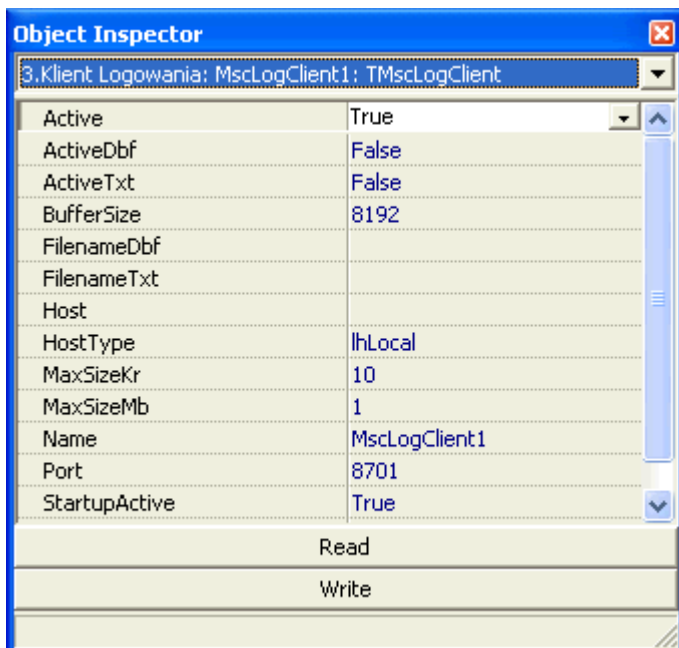 Object Inspector
3.Klient Logowania: MscLogClient1: TMscLogClient
Active True
ActiveDbf False
ActiveTxt False
BufferSize 8192
FilenameDbf
FilenameTxt
Host
HostType lhLocal
MaxSizeKr 10
MaxSizeMb 1
Name MscLogClient1
Port 8701
StartupActive True
Read
Write